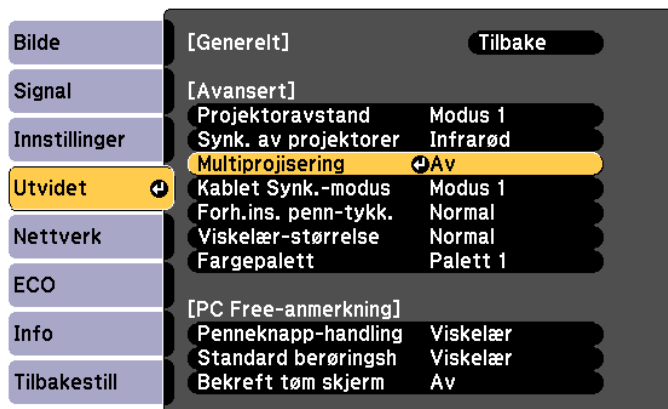 Bilde
Signal
Innstillinger
Utvidet
Nettverk
ECO
Info
Tilbakestill
[Generelt] Tilbake
[Avansert]
Projektoravstand Modus 1
Synk. av projektorer Infrarød
Multiprojisering Av
Kablet Synk.-modus Modus 1
Forh.ins. penn-tykk. Normal
Viskelær-størrelse Normal
Fargepalett Palett 1
[PC Free-anmerkning]
Penneknapp-handling Viskelær
Standard berøringsh Viskelær
Bekreft tøm skjerm Av